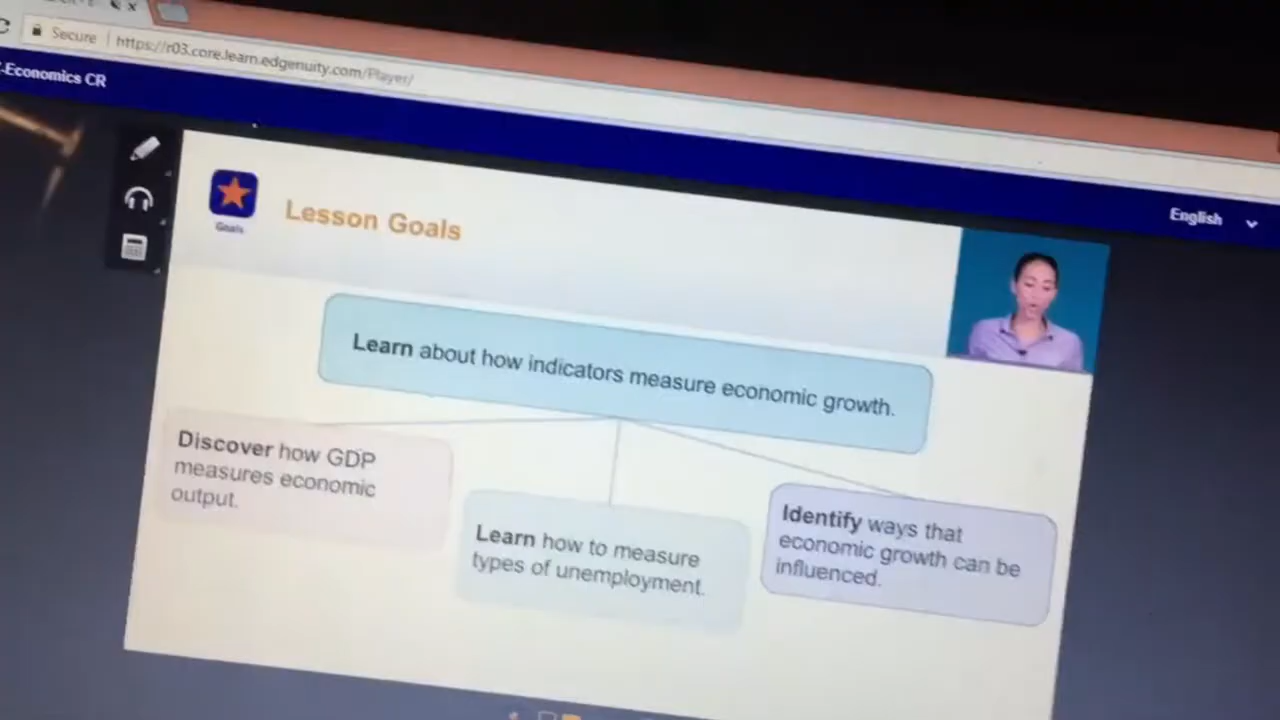 Secure https://r03.core.learn.edgenuity.com/Player/
-Economics CR
English
Goals
Lesson Goals
Learn about how indicators measure economic growth.
Discover how GDP
measures economic
output.
Learn how to measure
types of unemployment.
Identify ways that
economic growth can be
influenced.